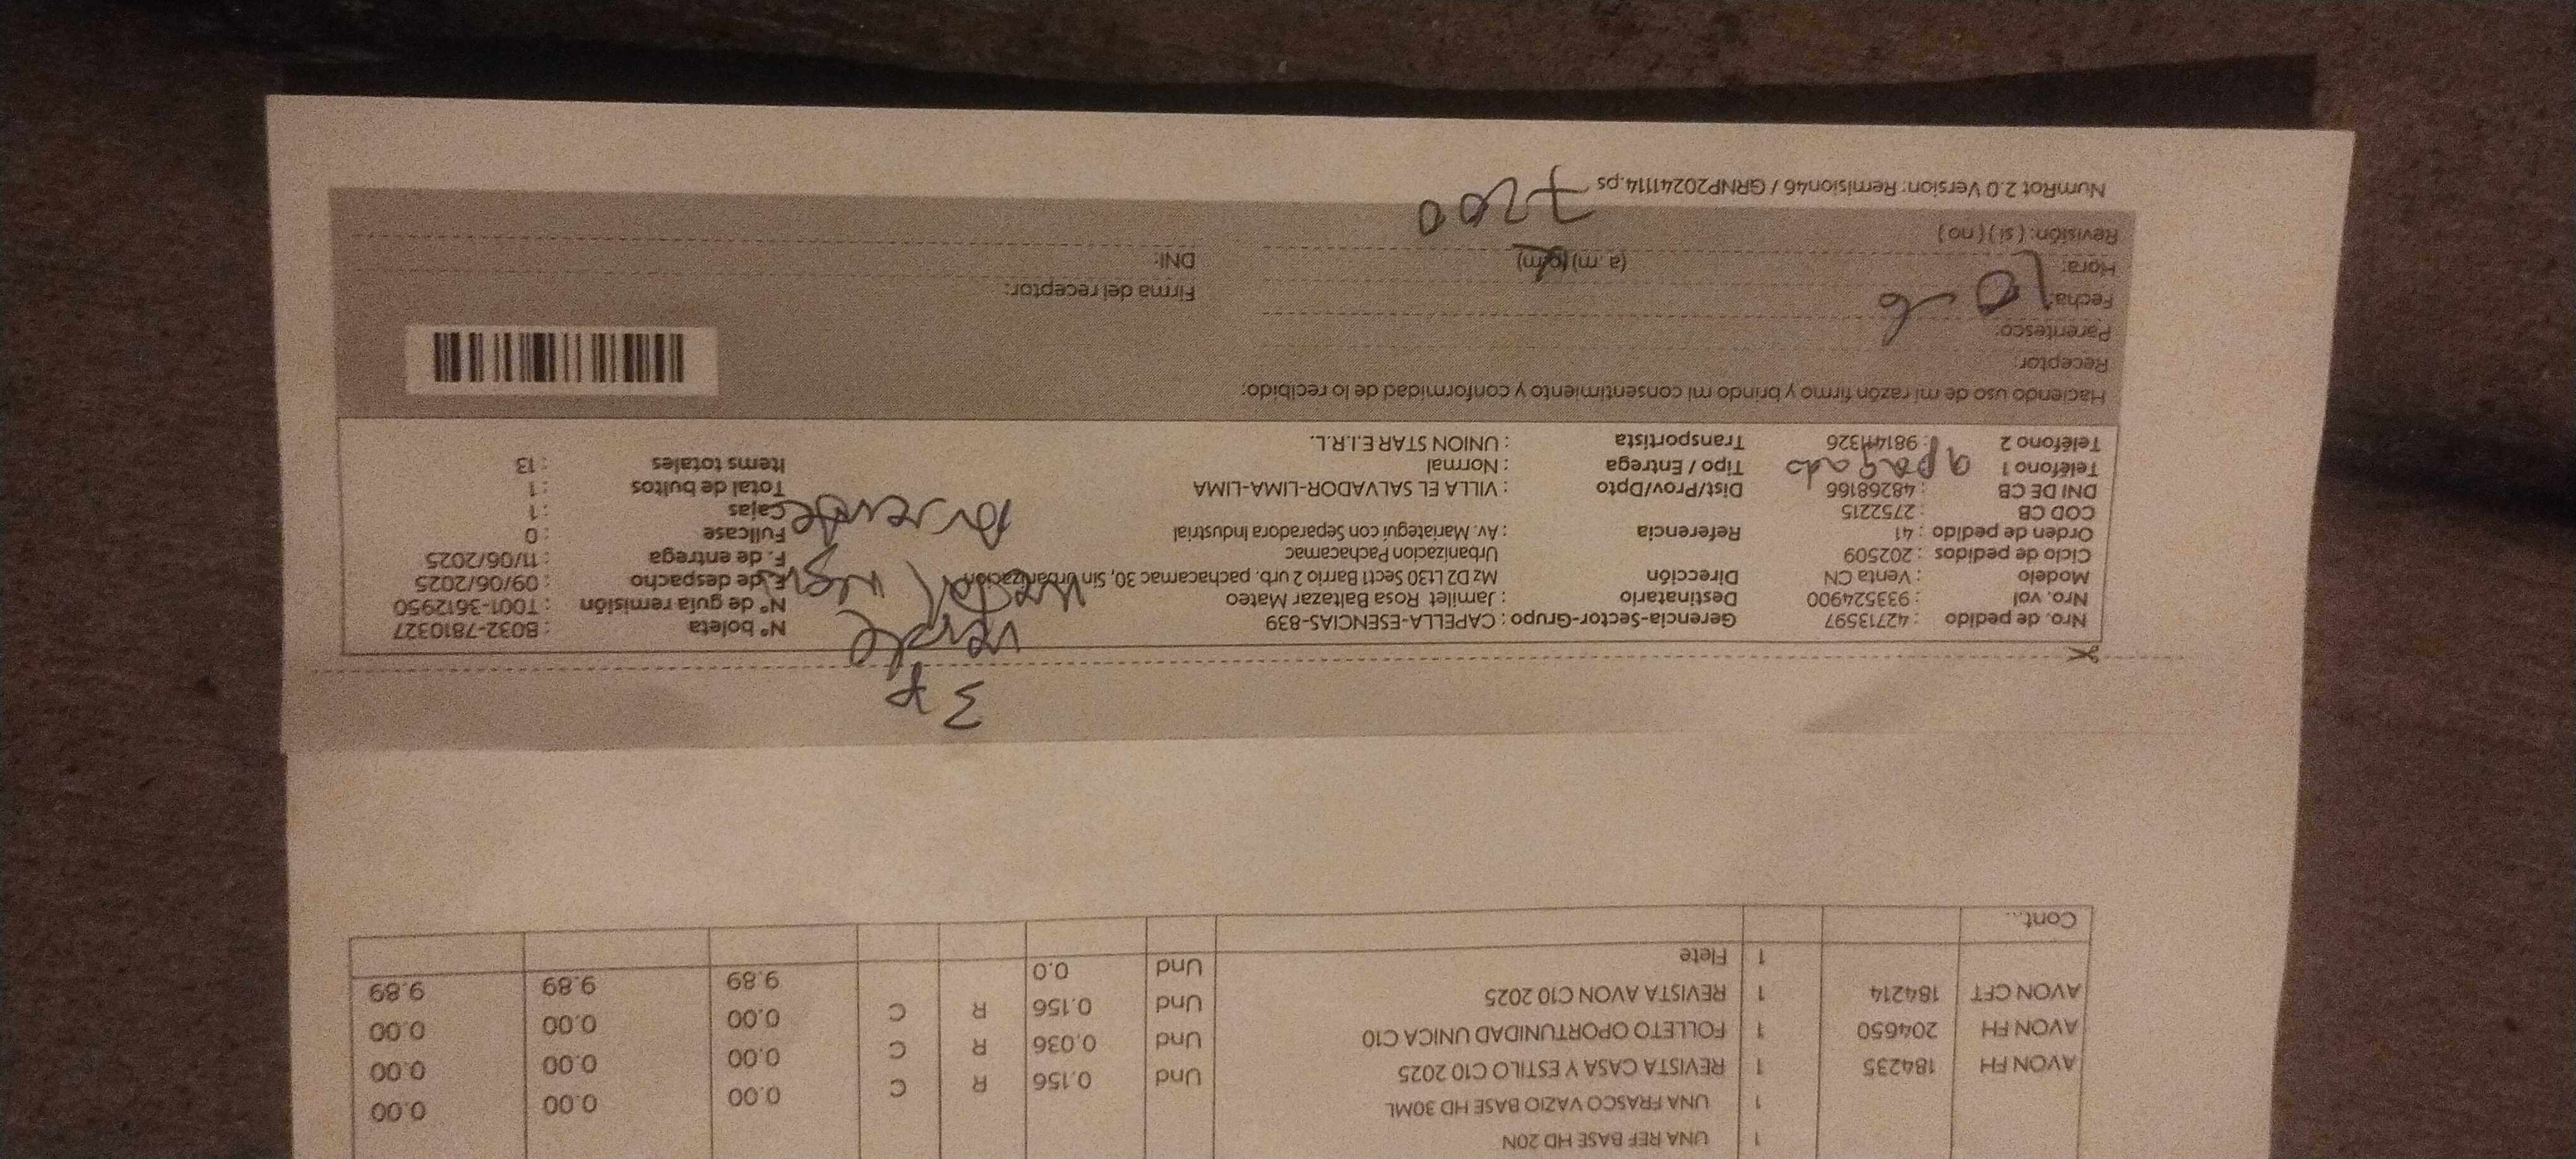 1 UNA REF BASE HD 20N
1 UNA FRASCO VAZIO BASE HD 30ML
AVON FH 184235 1 REVISTA CASA Y ESTILO C10 2025 Und 0.156 R C 0.00 0.00 0.00
AVON FH 204650 1 FOLLETO OPORTUNIDAD UNICA C10 Und 0.036 R C 0.00 0.00 0.00
AVON CFT 184214 1 REVISTA AVON C10 2025 Und 0.156 R C 0.00 0.00 0.00
1 Flete Und 0.0 9.89 9.89 9.89
Cont...
3 p
verde
Nro. de pedido : 42713597 Gerencia-Sector-Grupo : CAPELLA-ESENCIAS-839 Nº boleta : B032-7810327
Nro. vol : 933524900 Destinatario : Jamilet Rosa Baltazar Mateo Nº de guía remisión : T001-3612950
Modelo : Venta CN Dirección Mz D2 Lt30 Sect1 Barrio 2 urb. pachacamac 30, Sin Urbanización, F. de despacho : 09/06/2025
Ciclo de pedidos : 202509 Urbanizacion Pachacamac F. de entrega : 11/06/2025
Orden de pedido : 41 Referencia : Av. Mariategui con Separadora Industrial Fullcase : 0
COD CB : 2752215 Cajas : 1
DNI DE CB : 48268166 Dist/Prov/Dpto : VILLA EL SALVADOR-LIMA-LIMA Total de bultos : 1
Teléfono 1 apagado Tipo / Entrega : Normal Items totales : 13
Teléfono 2 : 981411326 Transportista : UNION STAR E.I.R.L.
Haciendo uso de mi razón firmo y brindo mi consentimiento y conformidad de lo recibido:
Receptor:
Parentesco:
Fecha: 10-6 Firma del receptor:
Hora: (a. m) (p.m) DNI:
Revisión: ( si ) ( no )
7200
NumRot 2.0 Version: Remision46 / GRNP20241114.ps